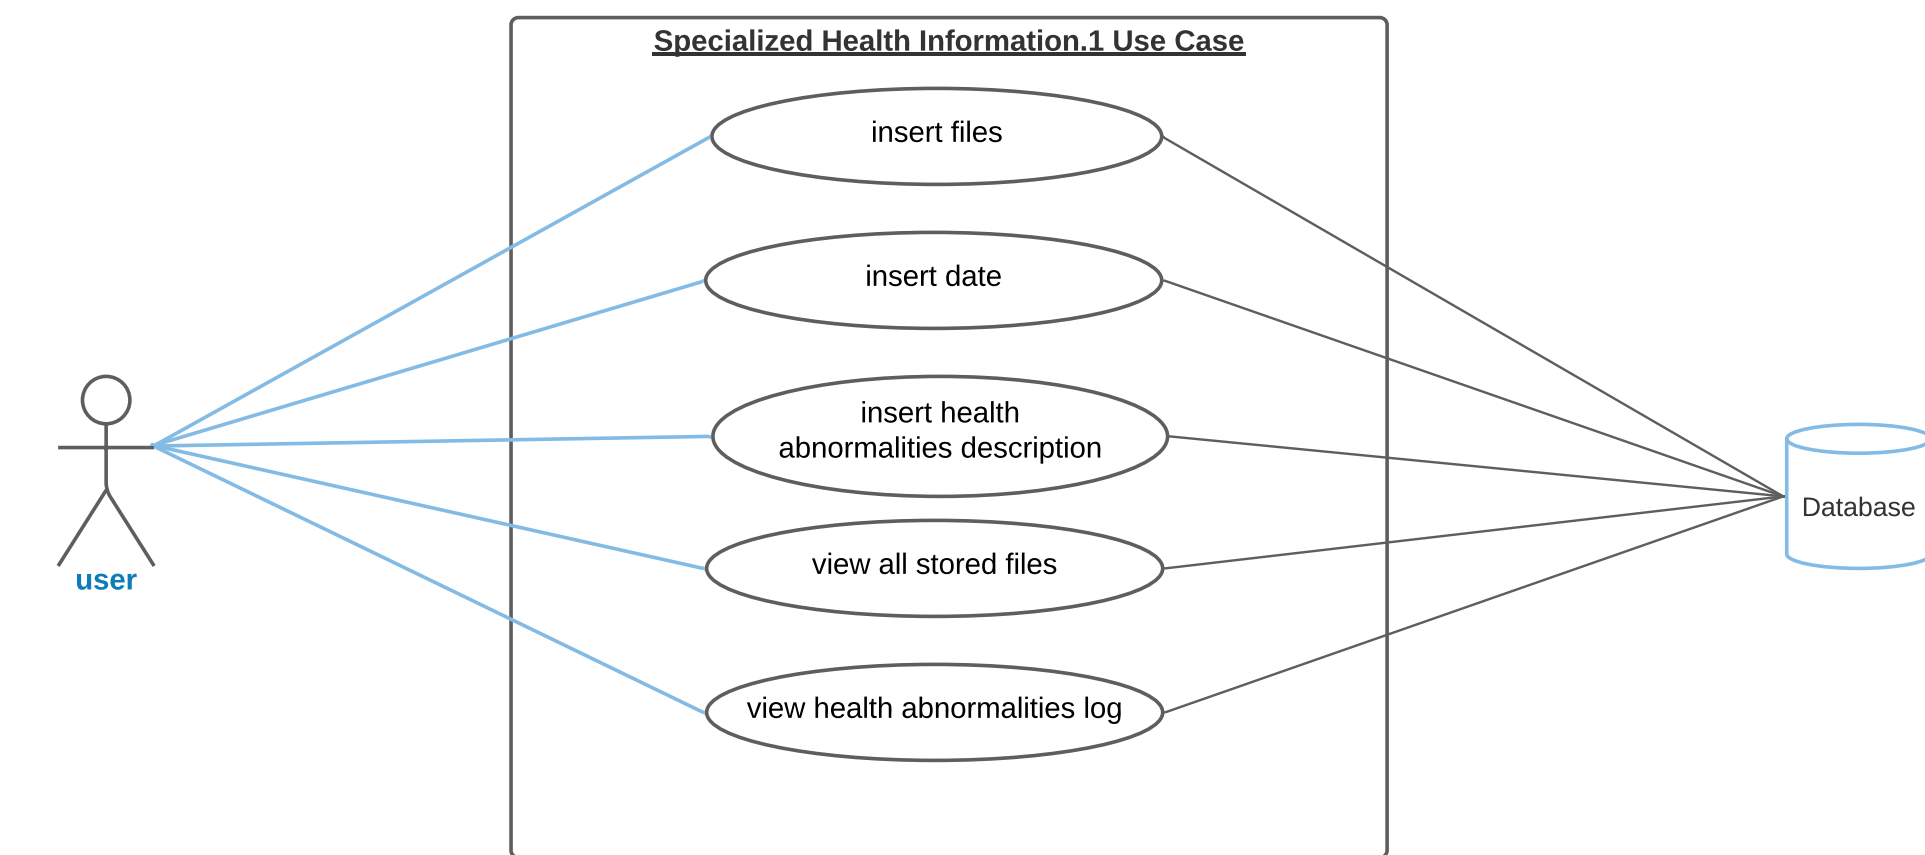 Specialized Health Information.1 Use Case
insert files
insert date
insert health
abnormalities description
view all stored files
view health abnormalities log
user
Database